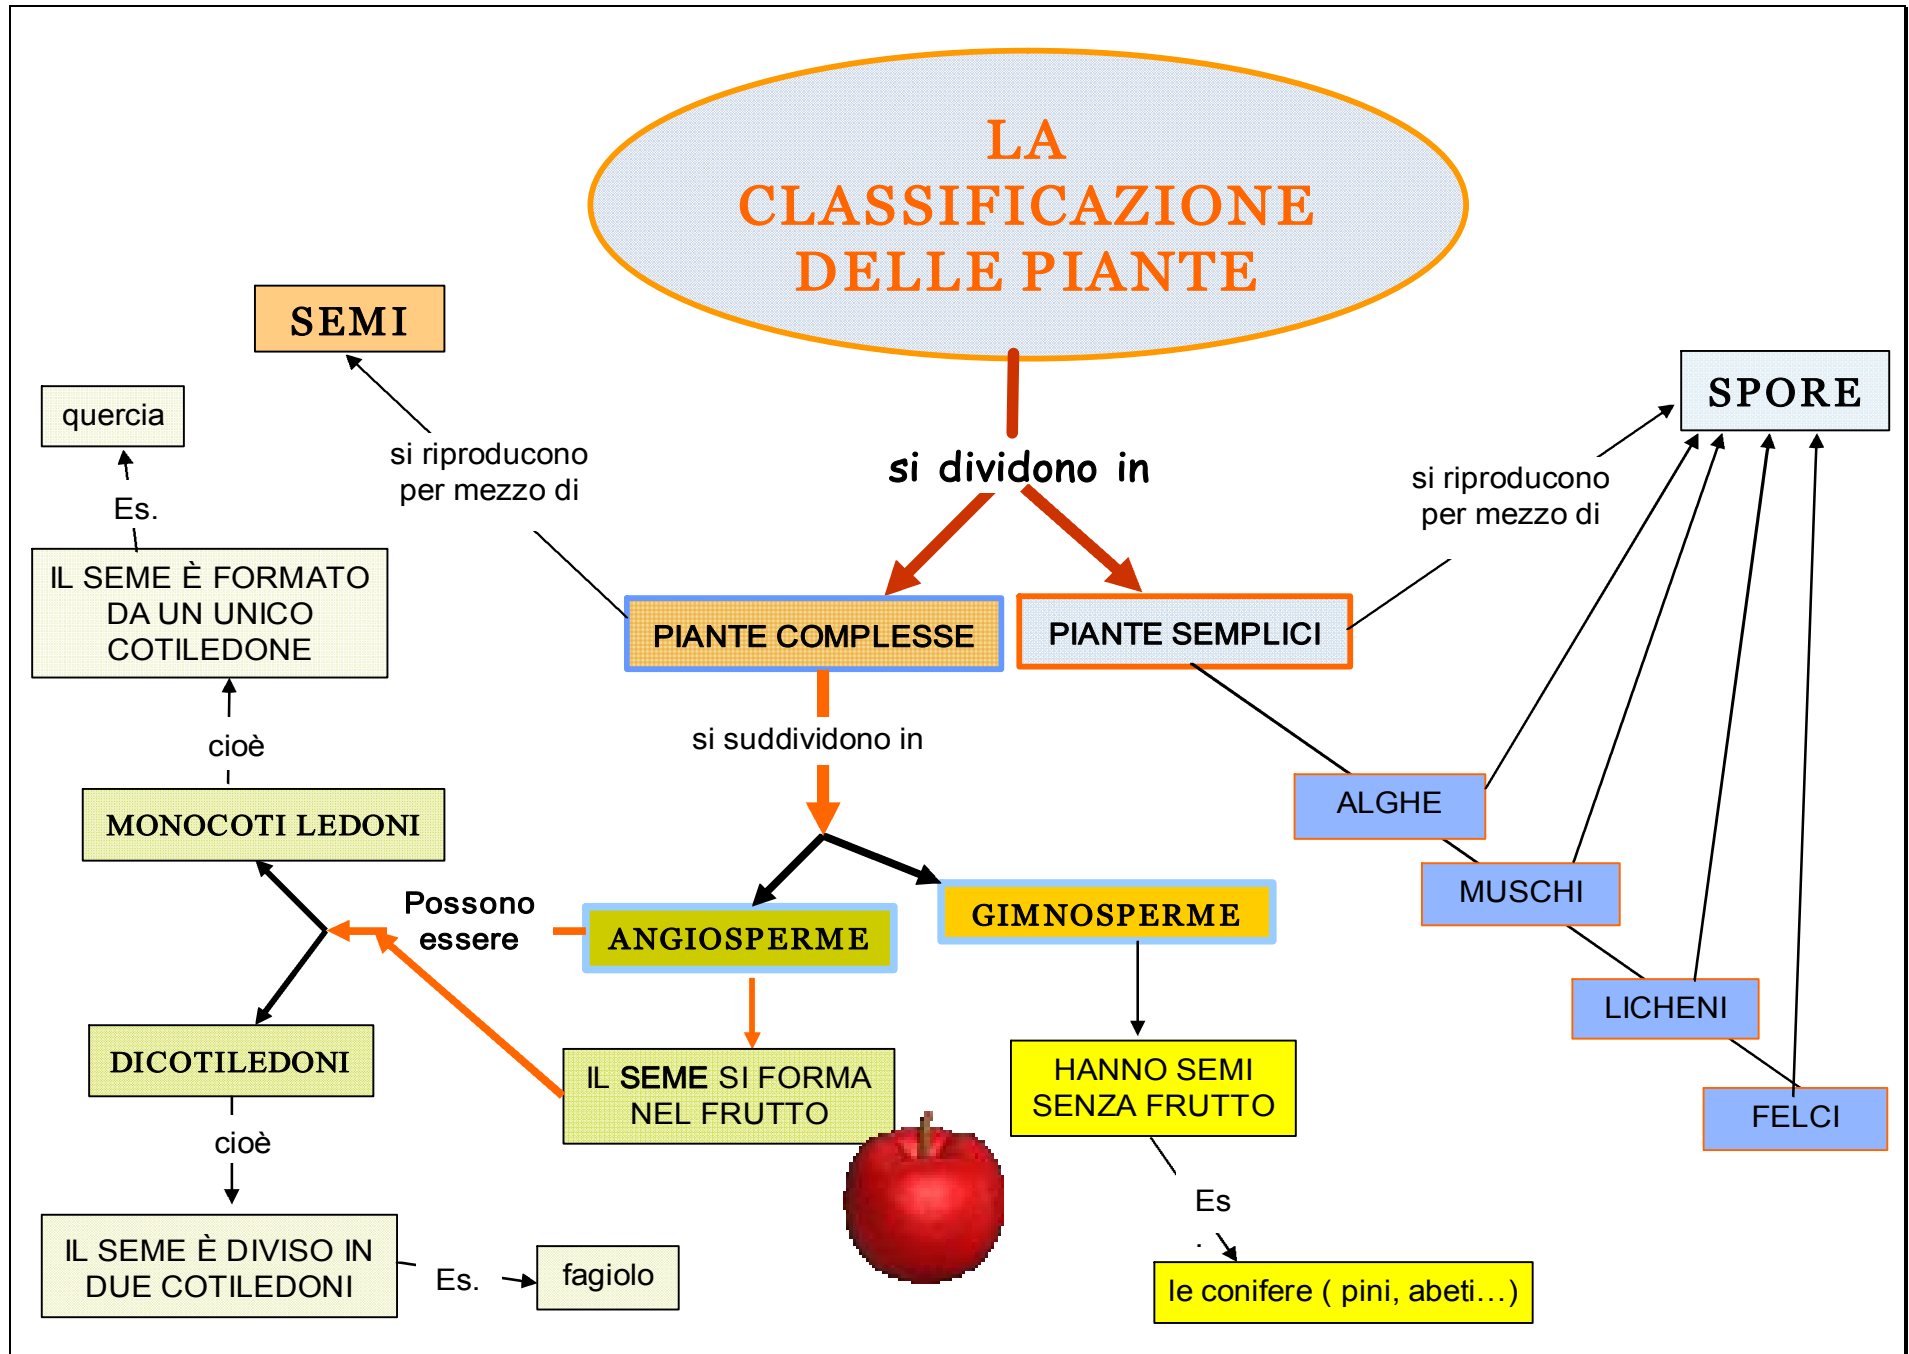 LA
CLASSIFICAZIONE
DELLE PIANTE
SEMI
SPORE
quercia
si riproducono
per mezzo di
si dividono in
si riproducono
per mezzo di
Es.
IL SEME È FORMATO
DA UN UNICO
COTILEDONE
PIANTE COMPLESSE
PIANTE SEMPLICI
cioè
si suddividono in
MONOCOTI LEDONI
ALGHE
MUSCHI
Possono
essere
ANGIOSPERME
GIMNOSPERME
LICHENI
DICOTILEDONI
IL SEME SI FORMA
NEL FRUTTO
HANNO SEMI
SENZA FRUTTO
FELCI
cioè
Es
.
IL SEME È DIVISO IN
DUE COTILEDONI
Es.
fagiolo
le conifere ( pini, abeti…)